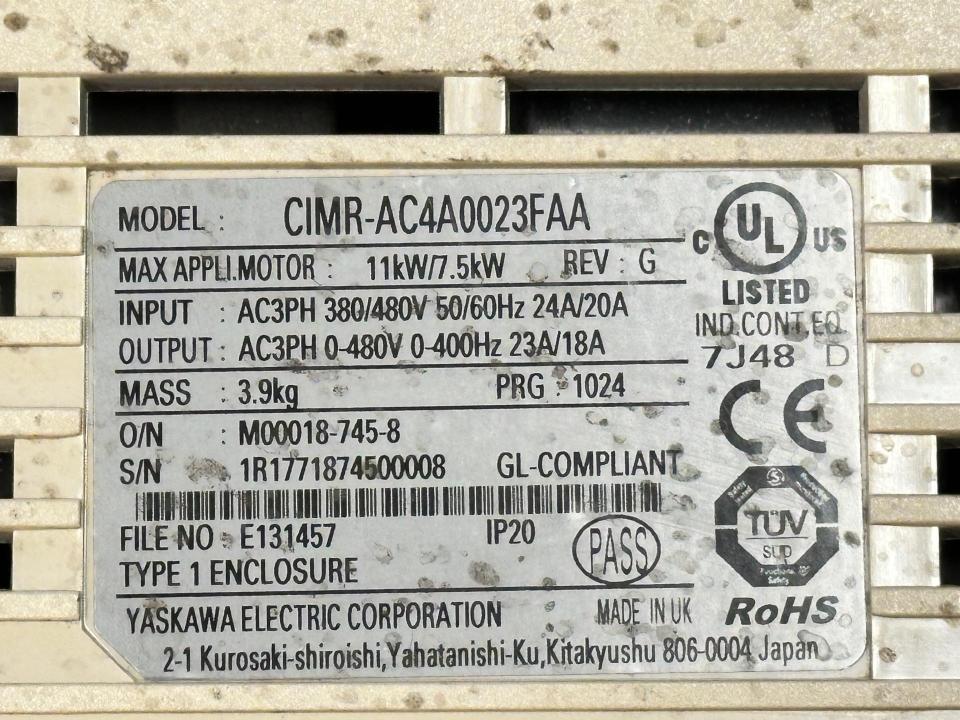 MODEL : CIMR-AC4A0023FAA
MAX APPLI.MOTOR : 11kW/7.5kW REV : G
INPUT : AC3PH 380/480V 50/60Hz 24A/20A
OUTPUT : AC3PH 0-480V 0-400Hz 23A/18A
MASS : 3.9kg PRG : 1024
O/N : M00018-745-8
S/N 1R1771874500008 GL-COMPLIANT
FILE NO : E131457 IP20
TYPE 1 ENCLOSURE
PASS
YASKAWA ELECTRIC CORPORATION MADE IN UK
2-1 Kurosaki-shiroishi,Yahatanishi-Ku,Kitakyushu 806-0004 Japan
C UL US
LISTED
IND.CONT.EQ.
7J48 D
CE
TÜV
SUD
Functional
Safety
RoHS